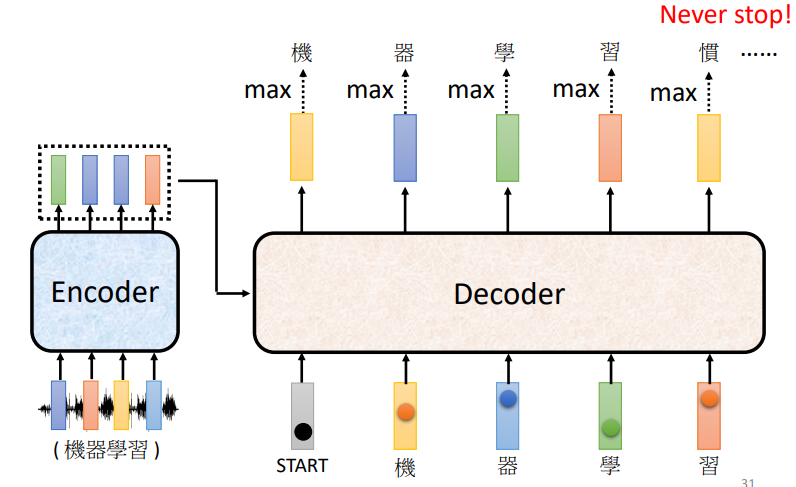 Never stop!
機 器 學 習 慣 ······
max max max max max
Encoder
Decoder
( 機器學習 )
START 機 器 學 習
31